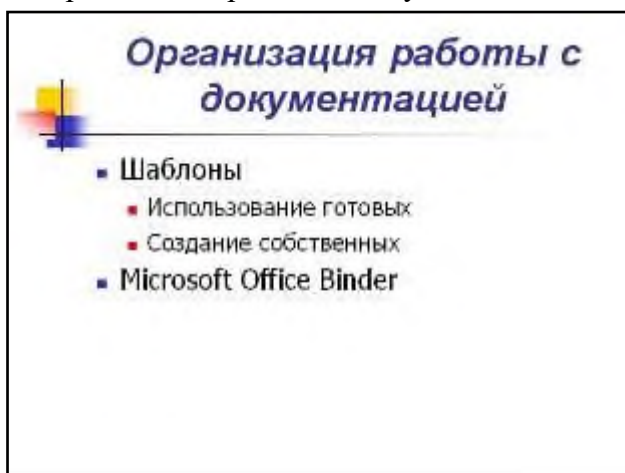 Организация работы с
документацией
Шаблоны
Использование готовых
Создание собственных
Microsoft Office Binder